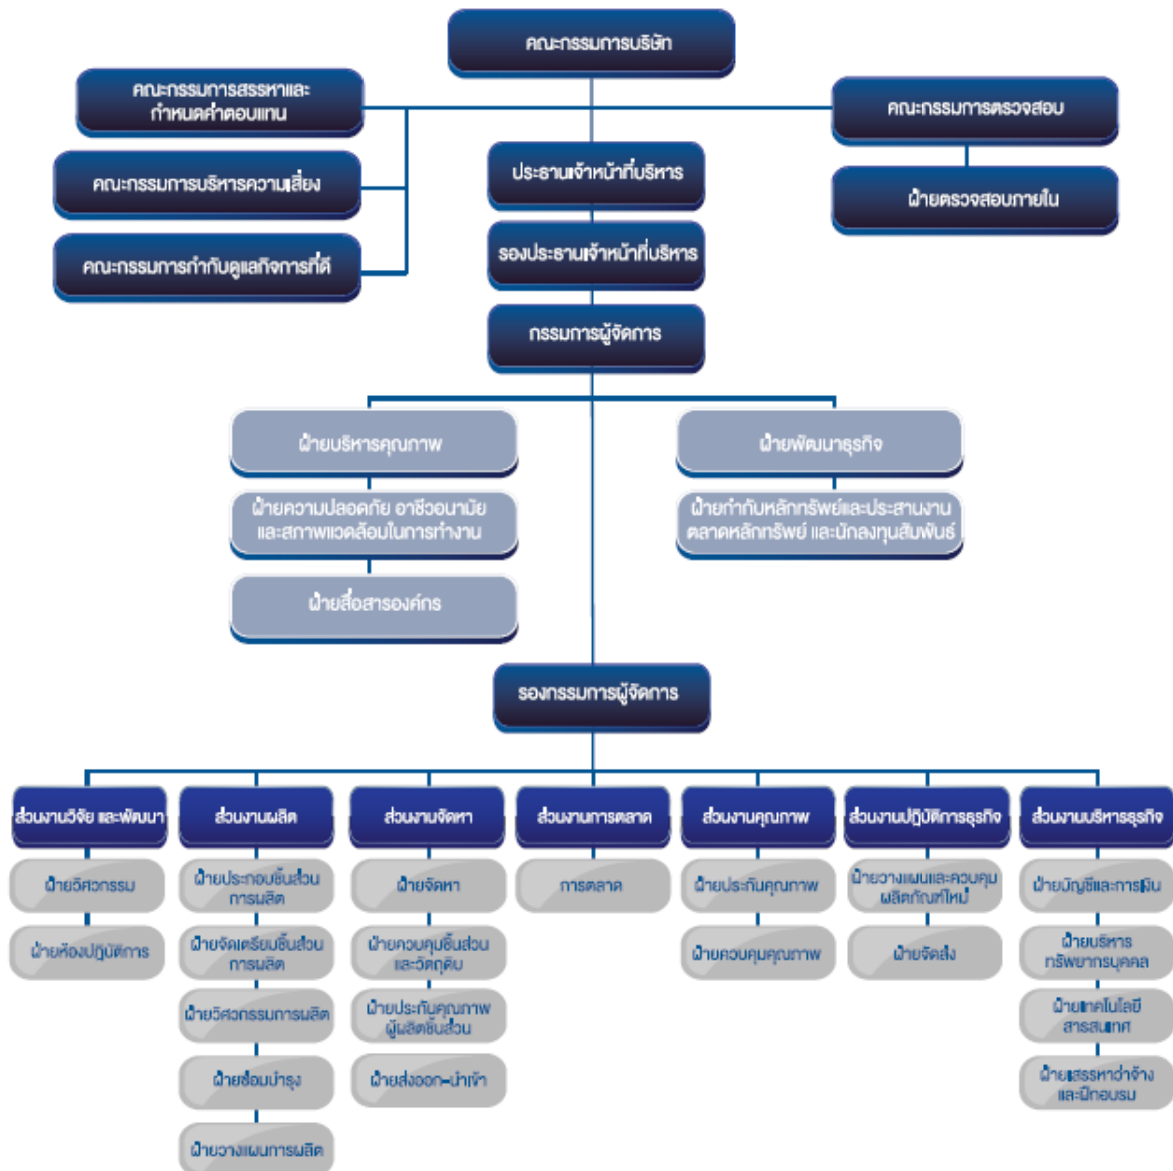 คณะกรรมการบริษัท
คณะกรรมการสรรหาและ
กำหนดค่าตอบแทน
คณะกรรมการตรวจสอบ
คณะกรรมการบริหารความเสี่ยง
ประธานเจ้าหน้าที่บริหาร
ฝ่ายตรวจสอบภายใน
คณะกรรมการกำกับดูแลกิจการที่ดี
รองประธานเจ้าหน้าที่บริหาร
กรรมการผู้จัดการ
ฝ่ายบริหารคุณภาพ
ฝ่ายพัฒนาธุรกิจ
ฝ่ายความปลอดภัย อาชีวอนามัย
และสภาพแวดล้อมในการทำงาน
ฝ่ายกำกับหลักทรัพย์และประสานงาน
ตลาดหลักทรัพย์ และนักลงทุนสัมพันธ์
ฝ่ายสื่อสารองค์กร
รองกรรมการผู้จัดการ
ส่วนงานวิจัย และพัฒนา
ส่วนงานผลิต
ส่วนงานจัดหา
ส่วนงานการตลาด
ส่วนงานคุณภาพ
ส่วนงานปฏิบัติการธุรกิจ
ส่วนงานบริหารธุรกิจ
ฝ่ายวิศวกรรม
ฝ่ายประกอบชิ้นส่วน
การผลิต
ฝ่ายจัดหา
การตลาด
ฝ่ายประกันคุณภาพ
ฝ่ายวางแผนและควบคุม
ผลิตภัณฑ์ใหม่
ฝ่ายบัญชีและการเงิน
ฝ่ายห้องปฏิบัติการ
ฝ่ายจัดเตรียมชิ้นส่วน
การผลิต
ฝ่ายควบคุมชิ้นส่วน
และวัตถุดิบ
ฝ่ายควบคุมคุณภาพ
ฝ่ายจัดส่ง
ฝ่ายบริหาร
ทรัพยากรบุคคล
ฝ่ายวิศวกรรมการผลิต
ฝ่ายประกันคุณภาพ
ผู้ผลิตชิ้นส่วน
ฝ่ายเทคโนโลยี
สารสนเทศ
ฝ่ายซ่อมบำรุง
ฝ่ายส่งออก-นำเข้า
ฝ่ายสรรหาว่าจ้าง
และฝึกอบรม
ฝ่ายวางแผนการผลิต